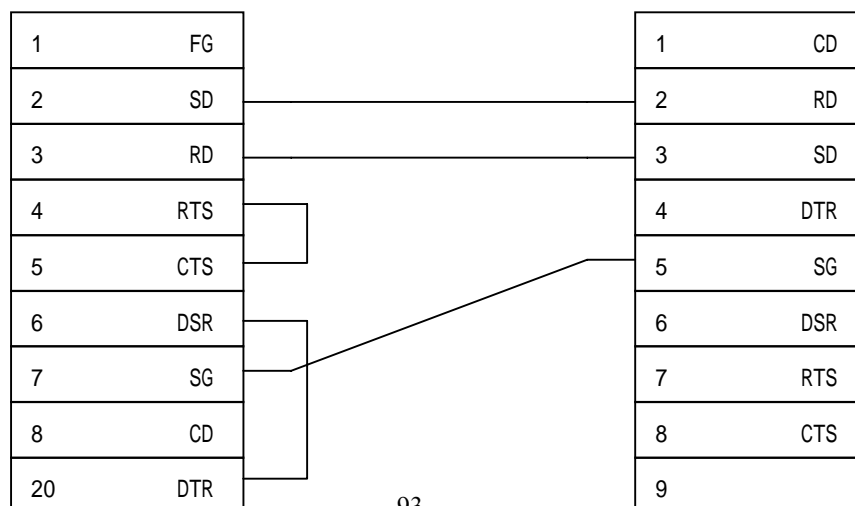 1 FG
2 SD
3 RD
4 RTS
5 CTS
6 DSR
7 SG
8 CD
20 DTR
1 CD
2 RD
3 SD
4 DTR
5 SG
6 DSR
7 RTS
8 CTS
9
93